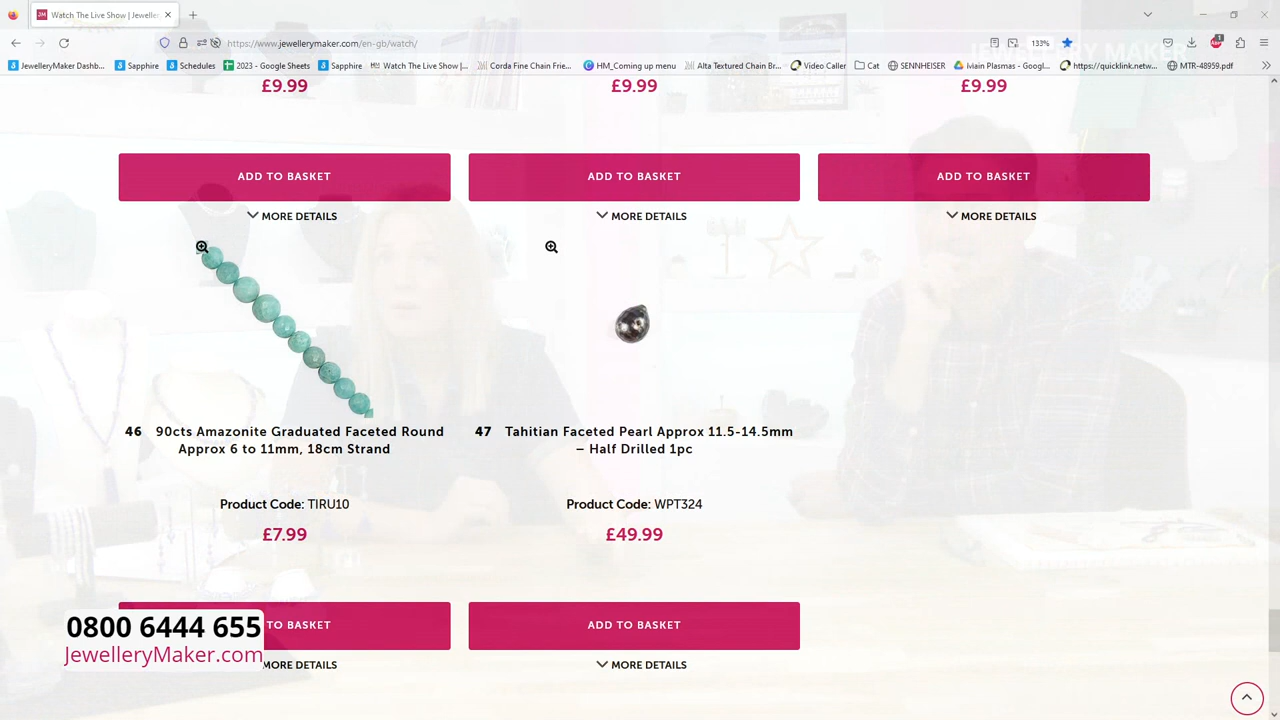 Watch The Live Show | Jeweller
https://www.jewellerymaker.com/en-gb/watch/
133%
JEWELLERY MAKER
JewelleryMaker Dashb...
Sapphire
Schedules
2023 - Google Sheets
Sapphire
Watch The Live Show |...
Corda Fine Chain Frie...
HM_Coming up menu
Alta Textured Chain Br...
Video Caller
Cat
SENNHEISER
iviain Plasmas - Googl...
https://quicklink.netw...
MTR-48959.pdf
£9.99
£9.99
£9.99
ADD TO BASKET
ADD TO BASKET
ADD TO BASKET
MORE DETAILS
MORE DETAILS
MORE DETAILS
46 90cts Amazonite Graduated Faceted Round
Approx 6 to 11mm, 18cm Strand
Product Code: TIRU10
£7.99
47 Tahitian Faceted Pearl Approx 11.5-14.5mm
– Half Drilled 1pc
Product Code: WPT324
£49.99
TO BASKET
ADD TO BASKET
MORE DETAILS
MORE DETAILS
0800 6444 655
JewelleryMaker.com